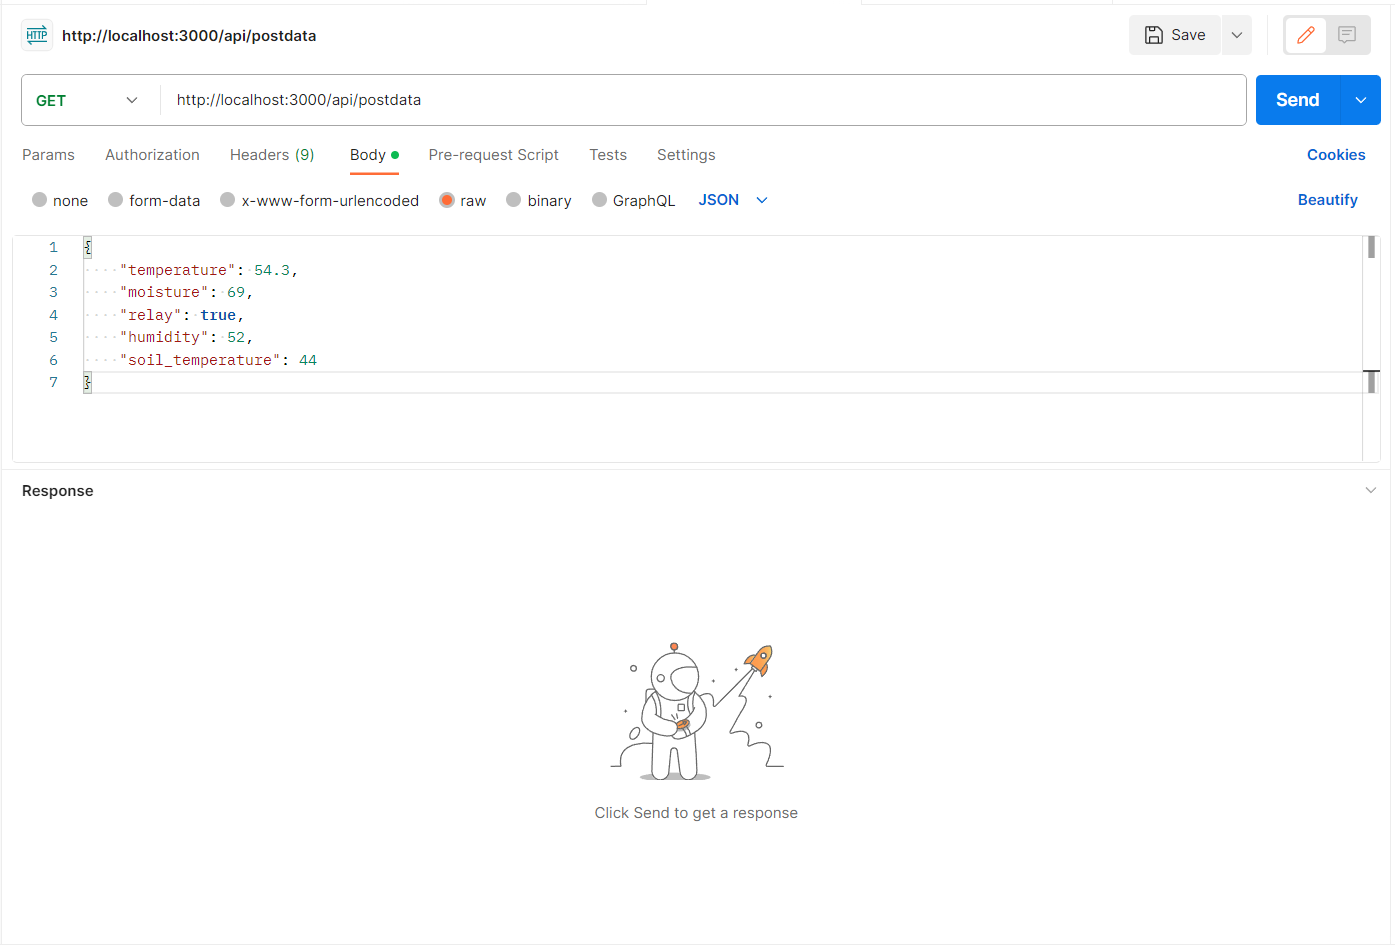 HTTP http://localhost:3000/api/postdata Save
GET http://localhost:3000/api/postdata Send
Params Authorization Headers (9) Body Pre-request Script Tests Settings Cookies
none form-data x-www-form-urlencoded raw binary GraphQL JSON Beautify
1 {
2 "temperature": 54.3,
3 "moisture": 69,
4 "relay": true,
5 "humidity": 52,
6 "soil_temperature": 44
7 }
Response
Click Send to get a response